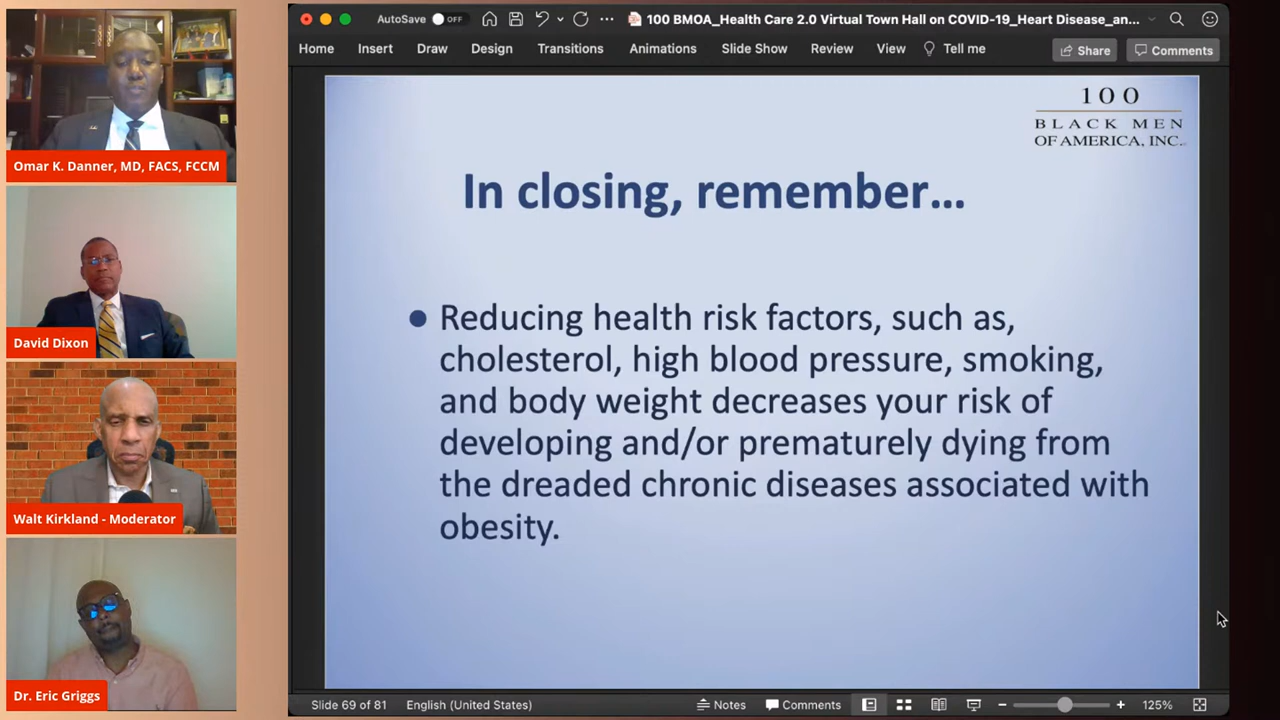 Omar K. Danner, MD, FACS, FCCM
David Dixon
Walt Kirkland - Moderator
Dr. Eric Griggs
AutoSave OFF
100 BMOA_Health Care 2.0 Virtual Town Hall on COVID-19_Heart Disease_an...
Home Insert Draw Design Transitions Animations Slide Show Review View Tell me Share Comments
100
BLACK MEN
OF AMERICA, INC.
In closing, remember...
● Reducing health risk factors, such as,
cholesterol, high blood pressure, smoking,
and body weight decreases your risk of
developing and/or prematurely dying from
the dreaded chronic diseases associated with
obesity.
Slide 69 of 81 English (United States) Notes Comments 125%